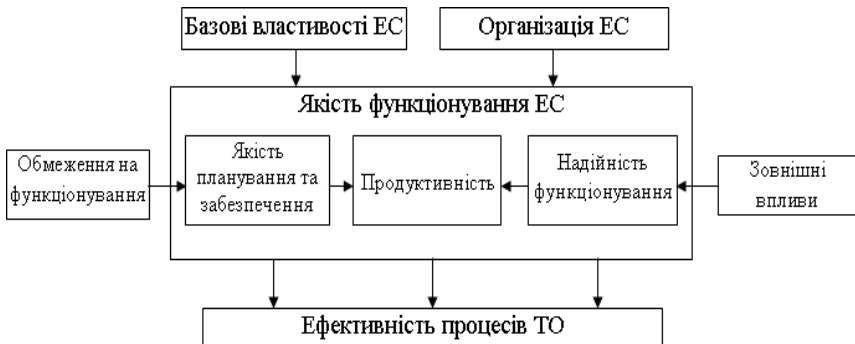 Базові властивості ЕС
Організація ЕС
Якість функціонування ЕС
Обмеження на
функціонування
Якість
планування та
забезпечення
Продуктивність
Надійність
функціонування
Зовнішні
впливи
Ефективність процесів ТО